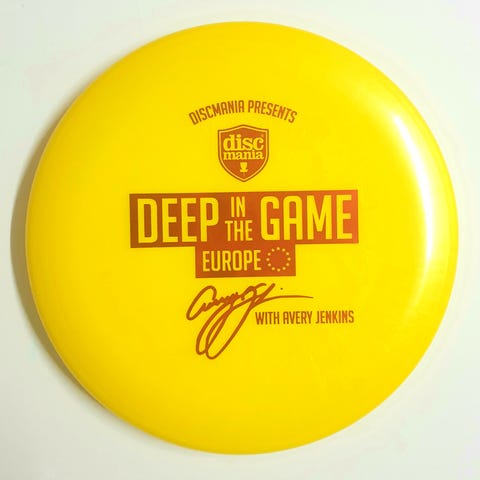 DISCMANIA PRESENTS
disc
mania
DEEP IN THE GAME
EUROPE
WITH AVERY JENKINS